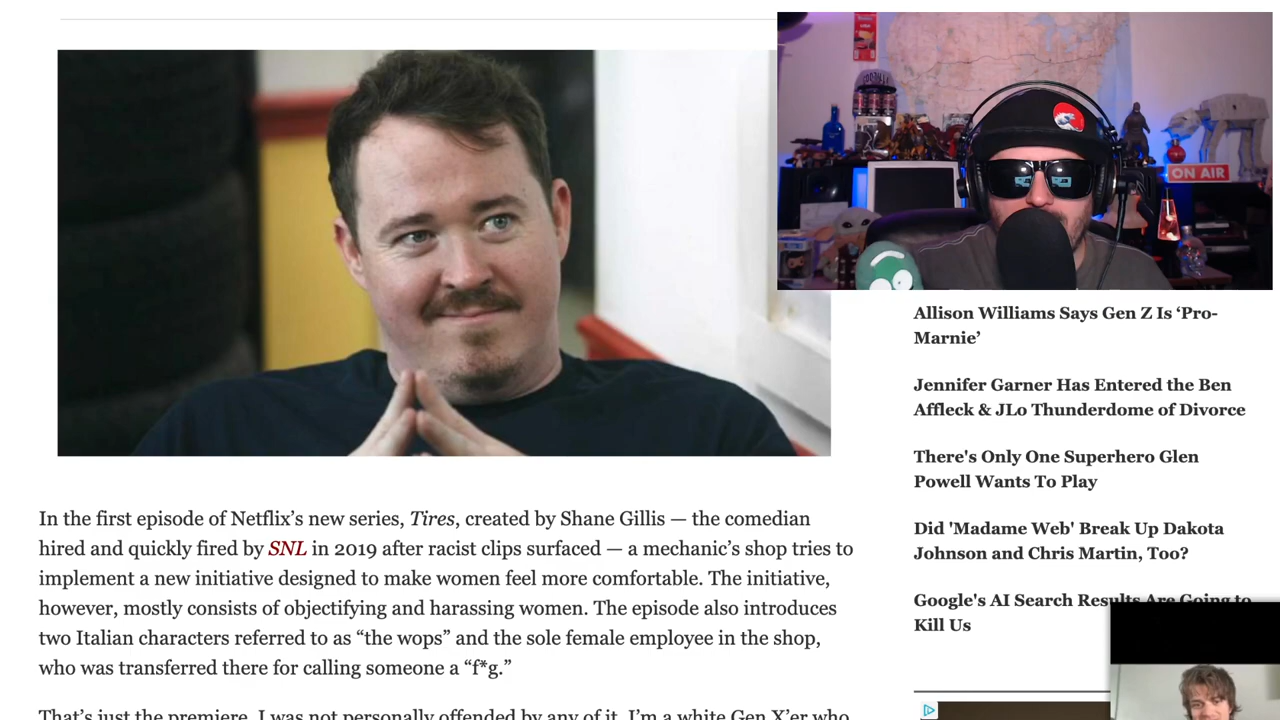 ON AIR
In the first episode of Netflix’s new series, Tires, created by Shane Gillis — the comedian
hired and quickly fired by SNL in 2019 after racist clips surfaced — a mechanic’s shop tries to
implement a new initiative designed to make women feel more comfortable. The initiative,
however, mostly consists of objectifying and harassing women. The episode also introduces
two Italian characters referred to as “the wops” and the sole female employee in the shop,
who was transferred there for calling someone a “f*g.”
That’s just the premiere. I was not personally offended by any of it. I’m a white Gen X’er who
Allison Williams Says Gen Z Is ‘Pro-
Marnie’
Jennifer Garner Has Entered the Ben
Affleck & JLo Thunderdome of Divorce
There's Only One Superhero Glen
Powell Wants To Play
Did 'Madame Web' Break Up Dakota
Johnson and Chris Martin, Too?
Google's AI Search Results Are Going to
Kill Us